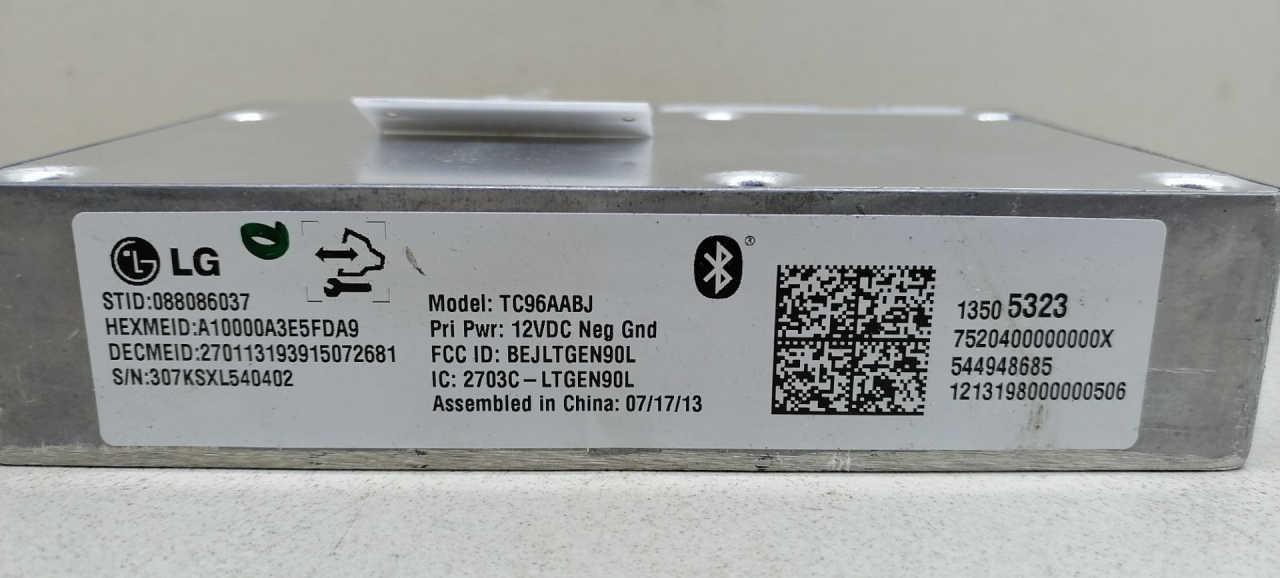 LG
STID:088086037
HEXMEID:A10000A3E5FDA9
DECMEID:270113193915072681
S/N:307KSXL540402
Model: TC96AABJ
Pri Pwr: 12VDC Neg Gnd
FCC ID: BEJLTGEN90L
IC: 2703C-LTGEN90L
Assembled in China: 07/17/13
®
1350 5323
7520400000000X
544948685
1213198000000506